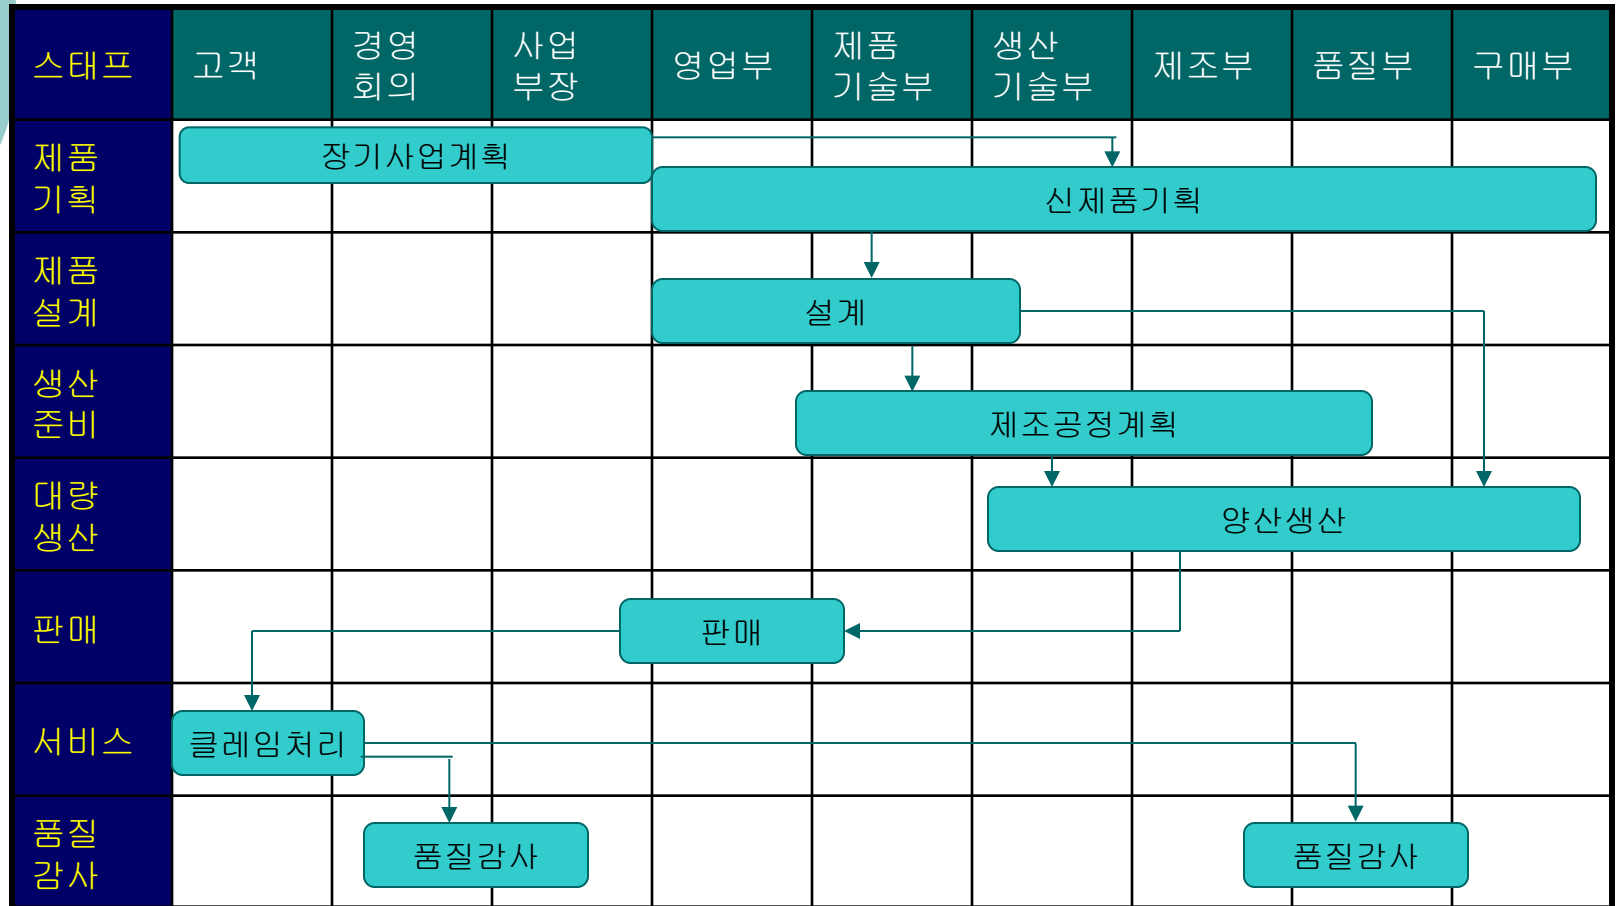 스태프
고객
경영
회의
사업
부장
영업부
제품
기술부
생산
기술부
제조부
품질부
구매부
제품
기획
장기사업계획
신제품기획
제품
설계
설계
생산
준비
제조공정계획
대량
생산
양산생산
판매
판매
서비스
클레임처리
품질
감사
품질감사
품질감사